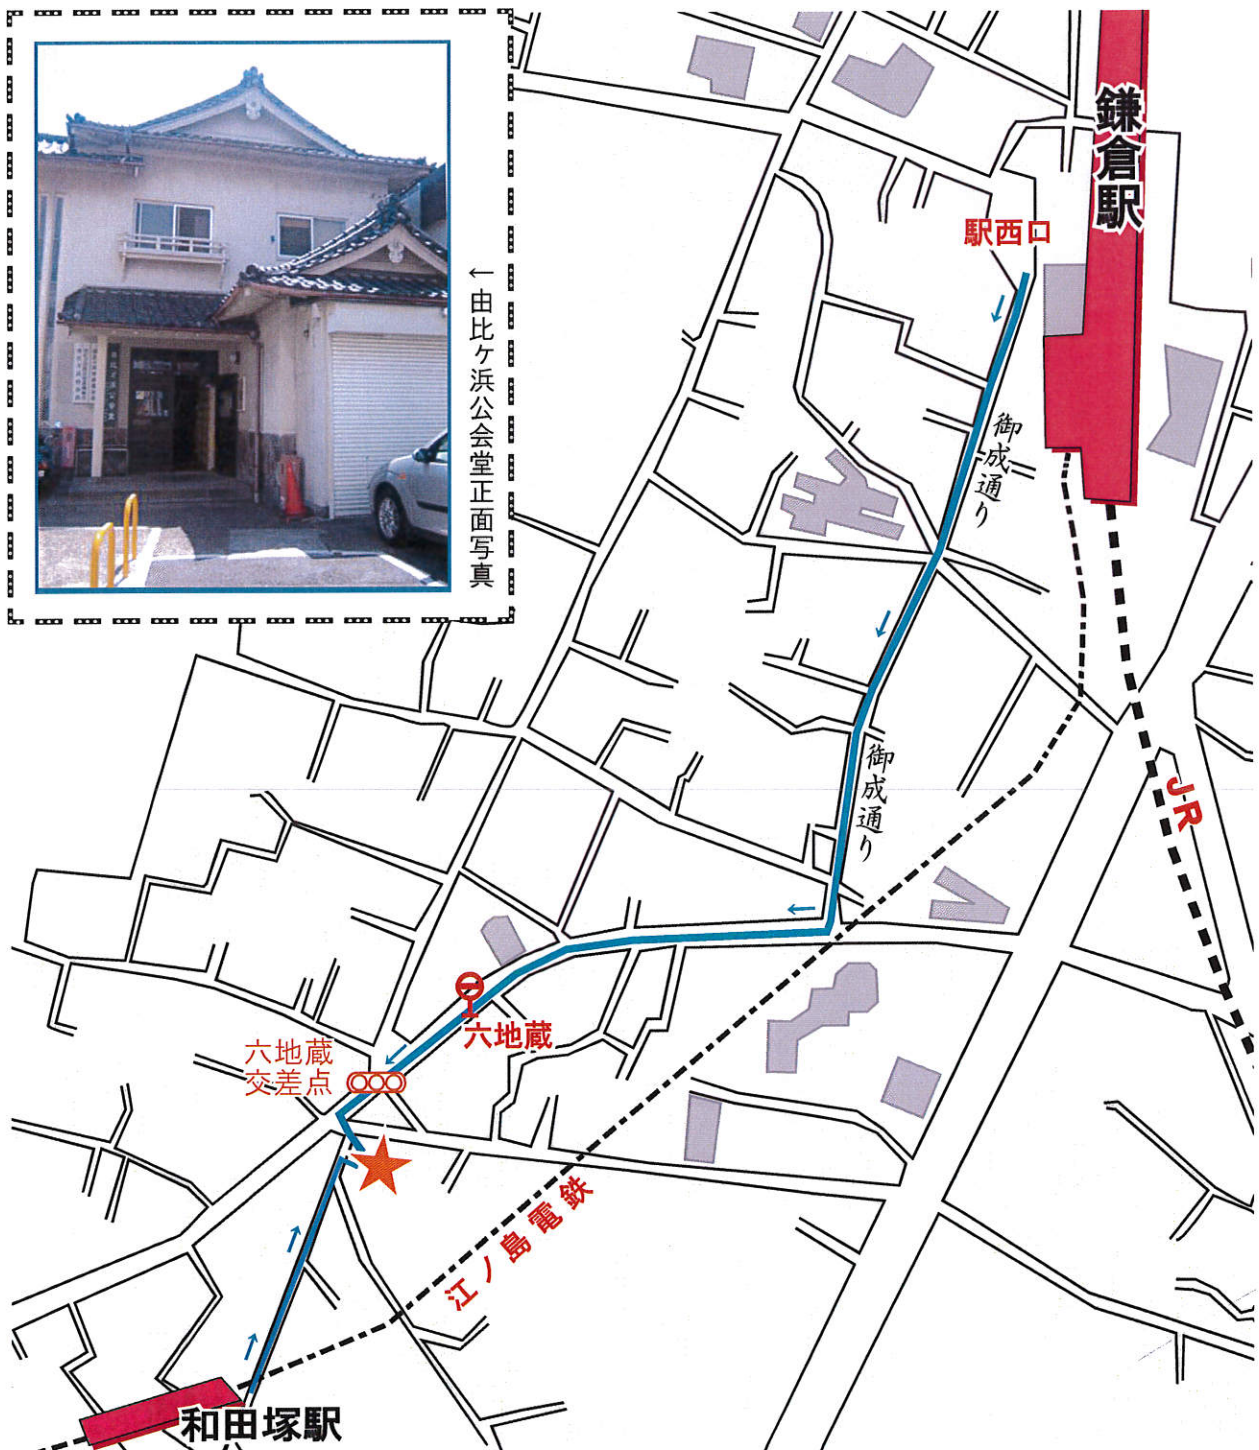 ←由比ヶ浜公会堂正面写真
鎌倉駅
駅西口
←
御成通り
←
御成通り
←
JR
六地蔵
←
六地蔵
交差点
江ノ島電鉄
→
→
和田塚駅